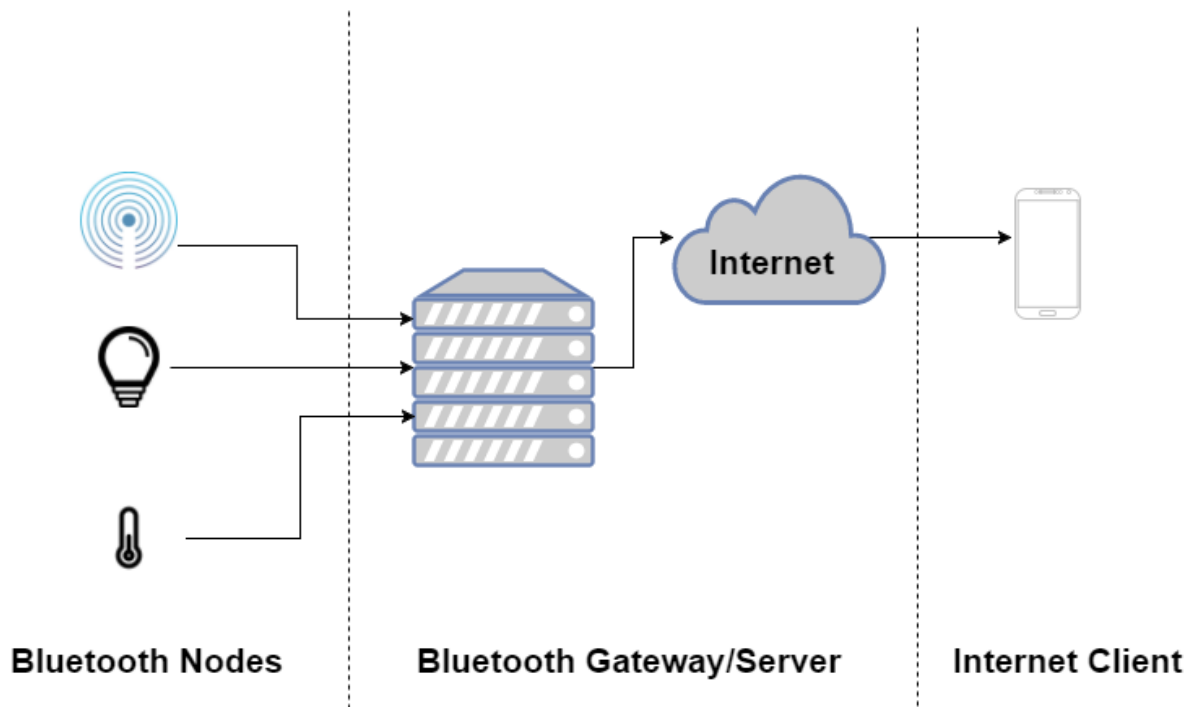 Internet
Bluetooth Nodes
Bluetooth Gateway/Server
Internet Client